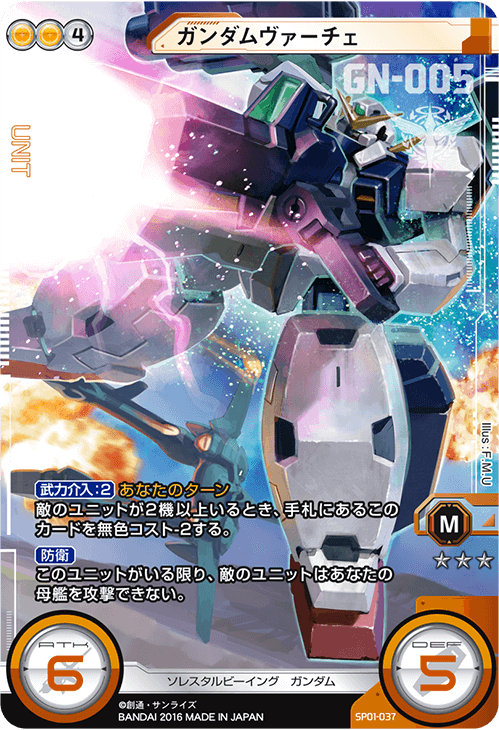 4
ガンダムヴァーチェ
GN-005
UNIT
武力介入:2 あなたのターン
敵のユニットが2機以上いるとき、手札にあるこの
カードを無色コスト-2する。
防衛
このユニットがいる限り、敵のユニットはあなたの
母艦を攻撃できない。
Illus:F.M.U
M
ATK
6
DEF
5
ソレスタルビーイング ガンダム
©創通・サンライズ
BANDAI 2016 MADE IN JAPAN
SP01-037